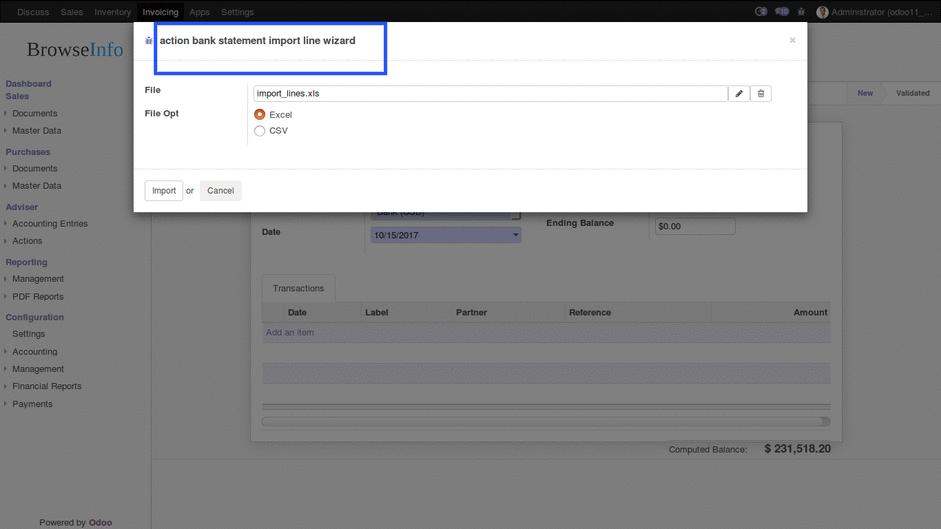 Discuss Sales Inventory Invoicing Apps Settings Administrator (odoo11_...
BrowseInfo
action bank statement import line wizard ×
File import_lines.xls
File Opt Excel
CSV
Import or Cancel
New Validated
Dashboard
Sales
Documents
Master Data
Purchases
Documents
Master Data
Adviser
Accounting Entries
Actions
Reporting
Management
PDF Reports
Configuration
Settings
Accounting
Management
Financial Reports
Payments
Bank (USD)
Date 10/15/2017
Ending Balance $0.00
Transactions
Date Label Partner Reference Amount
Add an item
Computed Balance: $ 231,518.20
Powered by Odoo